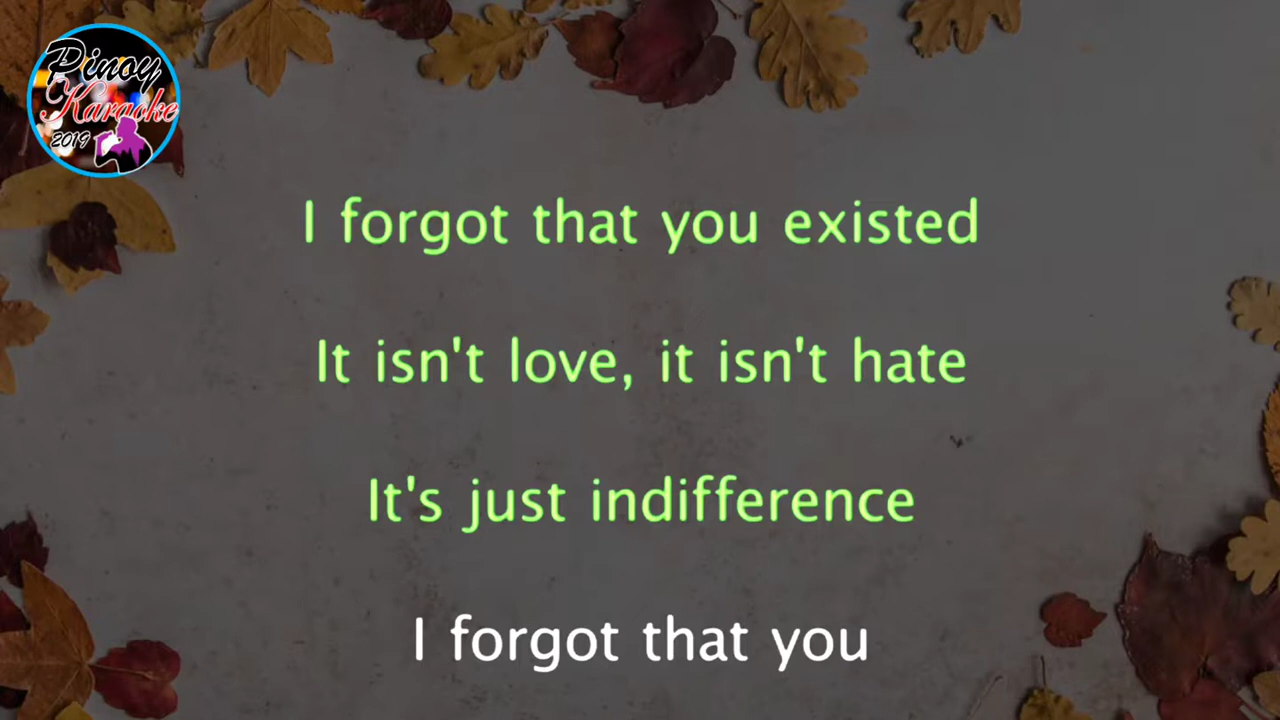 Pinoy
Karaoke
2019
I forgot that you existed
It isn't love, it isn't hate
It's just indifference
I forgot that you